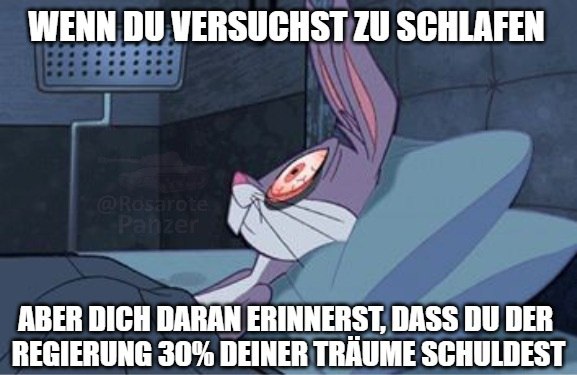 WENN DU VERSUCHST ZU SCHLAFEN
@Rosarote
Panzer
ABER DICH DARAN ERINNERST, DASS DU DER
REGIERUNG 30% DEINER TRÄUME SCHULDEST